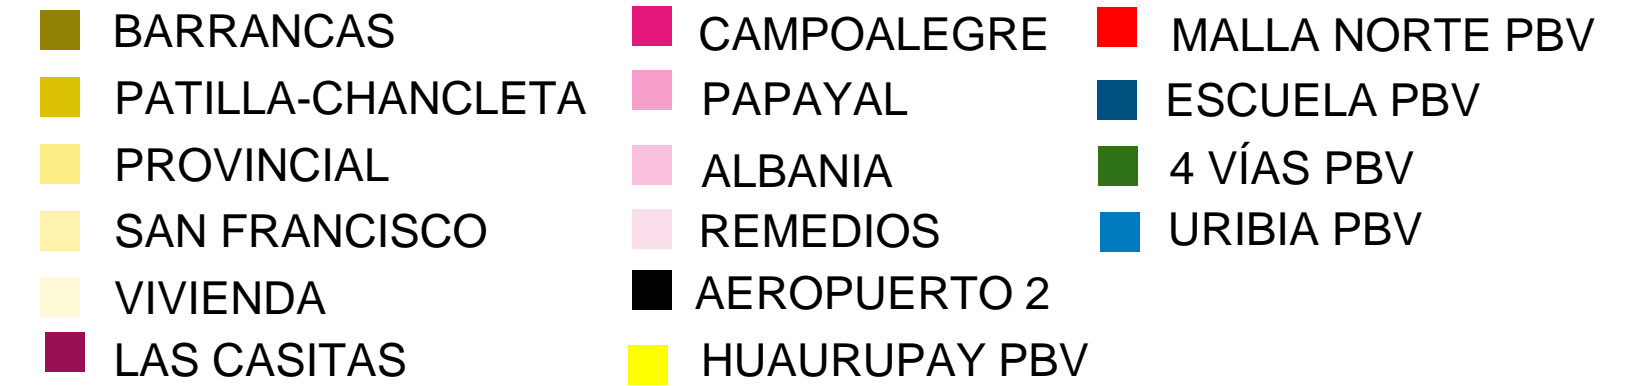 BARRANCAS
PATILLA-CHANCLETA
PROVINCIAL
SAN FRANCISCO
VIVIENDA
LAS CASITAS
CAMPOALEGRE
PAPAYAL
ALBANIA
REMEDIOS
AEROPUERTO 2
HUAURUPAY PBV
MALLA NORTE PBV
ESCUELA PBV
4 VÍAS PBV
URIBIA PBV